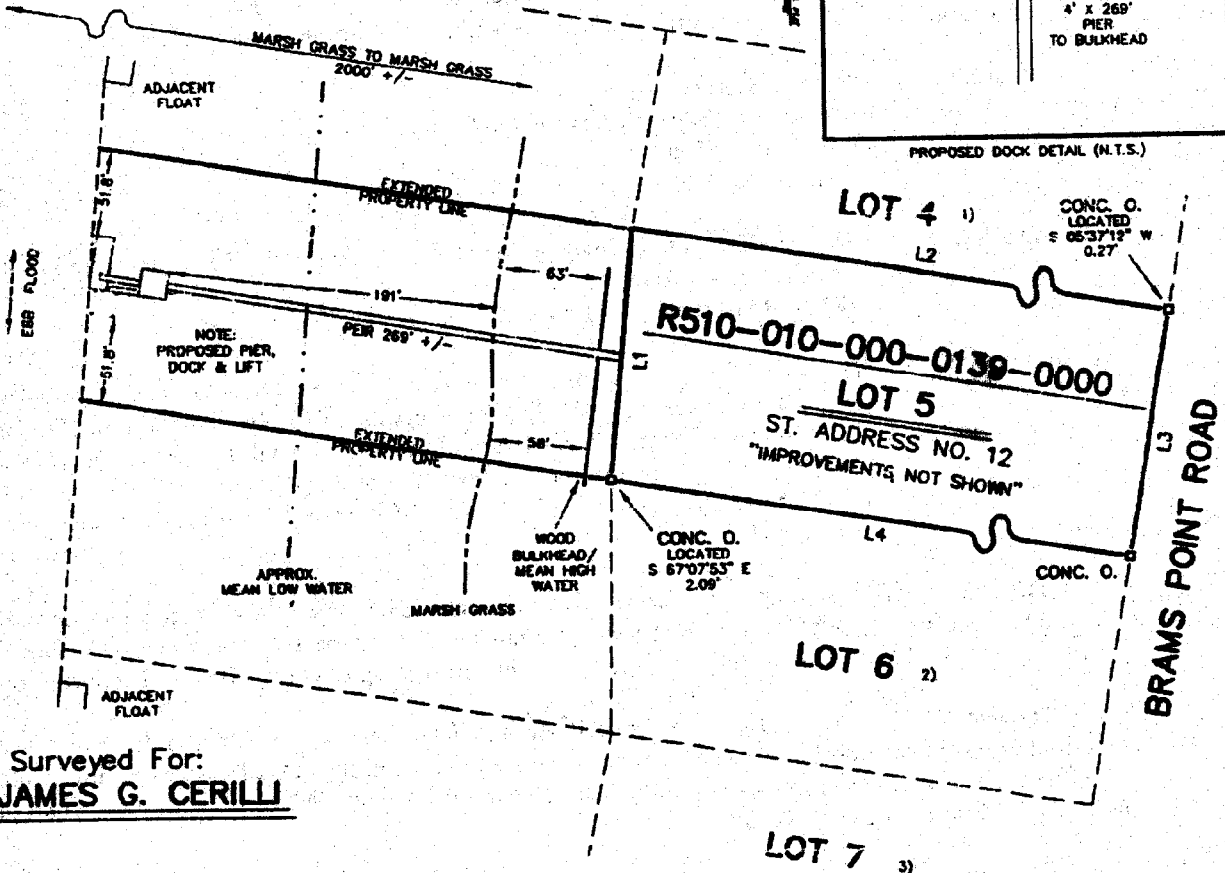 4' X 269'
PIER
TO BULKHEAD
PROPOSED DOCK DETAIL (N.T.S.)
MARSH GRASS TO MARSH GRASS
2000' +/-
ADJACENT
FLOAT
EXTENDED
PROPERTY LINE
51.8'
LOT 4 1)
CONC. O.
LOCATED
S 05°37'12" W
0.27'
L2
EBB FLOOD
63'
191'
PEIR 269' +/-
NOTE:
PROPOSED PIER,
DOCK & LIFT
51.8'
L1
R510-010-000-0139-0000
LOT 5
ST. ADDRESS NO. 12
"IMPROVEMENTS NOT SHOWN"
L3
BRAMS POINT ROAD
EXTENDED
PROPERTY LINE
58'
WOOD
BULKHEAD/
MEAN HIGH
WATER
CONC. O.
LOCATED
S 67°07'53" E
2.09'
L4
CONC. O.
APPROX.
MEAN LOW WATER
MARSH GRASS
LOT 6 2)
ADJACENT
FLOAT
Surveyed For:
JAMES G. CERILLI
LOT 7 3)